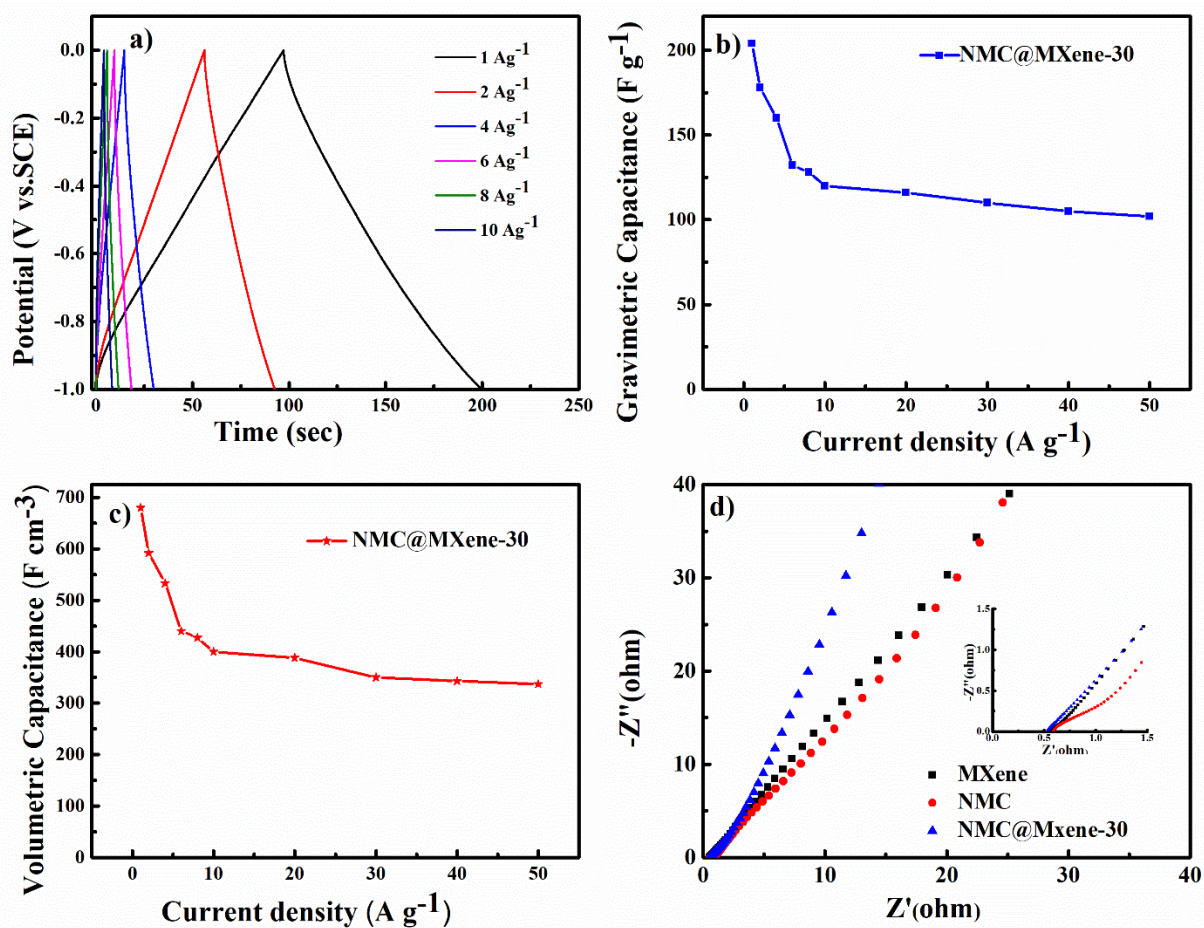 a)
1 Ag⁻¹
2 Ag⁻¹
4 Ag⁻¹
6 Ag⁻¹
8 Ag⁻¹
10 Ag⁻¹
0.0
-0.2
-0.4
-0.6
-0.8
-1.0
Potential (V vs.SCE)
0 50 100 150 200 250
Time (sec)
b)
NMC@MXene-30
200
150
100
50
0
Gravimetric Capacitance (F g⁻¹)
0 10 20 30 40 50
Current density (A g⁻¹)
c)
NMC@MXene-30
700
600
500
400
300
200
100
0
Volumetric Capacitance (F cm⁻³)
0 10 20 30 40 50
Current density (A g⁻¹)
d)
40
30
20
10
0
-Z''(ohm)
0 10 20 30 40
Z'(ohm)
1.5
1.0
0.5
0.0
-Z''(ohm)
0.0 0.5 1.0 1.5
Z'(ohm)
MXene
NMC
NMC@Mxene-30